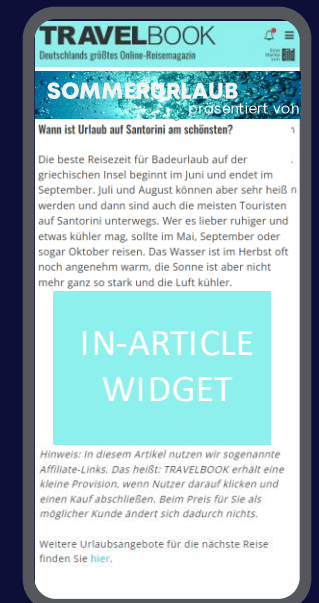 TRAVELBOOK
Deutschlands größtes Online-Reisemagazin
Eine Marke von Bild
SOMMERURLAUB
präsentiert von
Wann ist Urlaub auf Santorini am schönsten?
Die beste Reisezeit für Badeurlaub auf der
griechischen Insel beginnt im Juni und endet im
September. Juli und August können aber sehr heiß
werden und dann sind auch die meisten Touristen
auf Santorini unterwegs. Wer es lieber ruhiger und
etwas kühler mag, sollte im Mai, September oder
sogar Oktober reisen. Das Wasser ist im Herbst oft
noch angenehm warm, die Sonne ist aber nicht
mehr ganz so stark und die Luft kühler.
IN-ARTICLE
WIDGET
Hinweis: In diesem Artikel nutzen wir sogenannte
Affiliate-Links. Das heißt: TRAVELBOOK erhält eine
kleine Provision, wenn Nutzer darauf klicken und
einen Kauf abschließen. Beim Preis für Sie als
möglicher Kunde ändert sich dadurch nichts.
Weitere Urlaubsangebote für die nächste Reise
finden Sie hier.